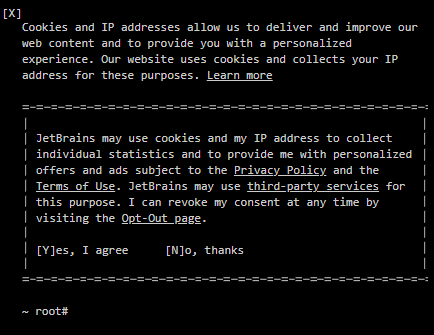 [X]
Cookies and IP addresses allow us to deliver and improve our
web content and to provide you with a personalized
experience. Our website uses cookies and collects your IP
address for these purposes. Learn more
JetBrains may use cookies and my IP address to collect
individual statistics and to provide me with personalized
offers and ads subject to the Privacy Policy and the
Terms of Use. JetBrains may use third-party services for
this purpose. I can revoke my consent at any time by
visiting the Opt-Out page.
[Y]es, I agree [N]o, thanks
~ root#